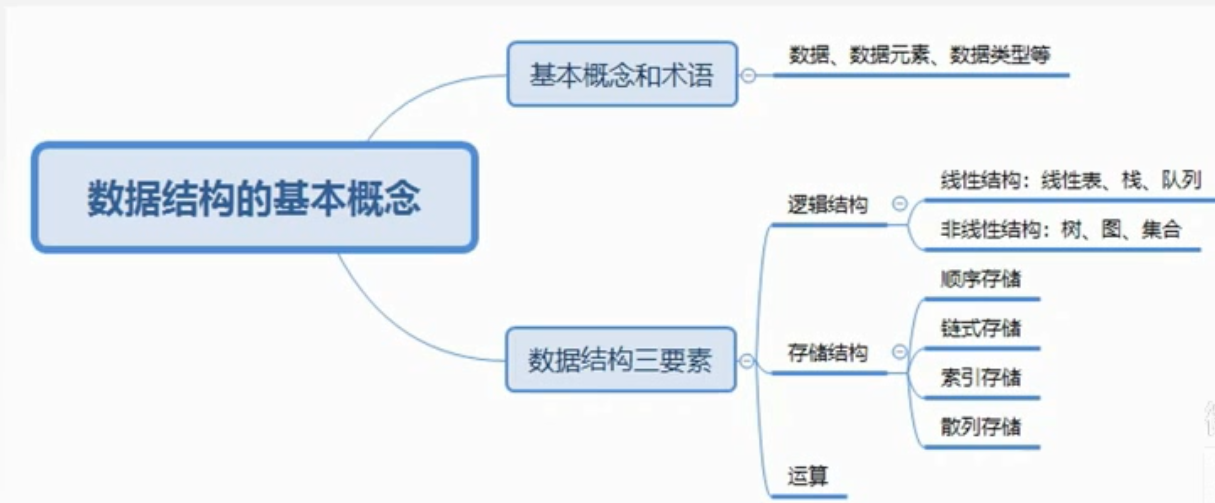 基本概念和术语
数据、数据元素、数据类型等
数据结构的基本概念
数据结构三要素
逻辑结构
线性结构：线性表、栈、队列
非线性结构：树、图、集合
存储结构
顺序存储
链式存储
索引存储
散列存储
运算